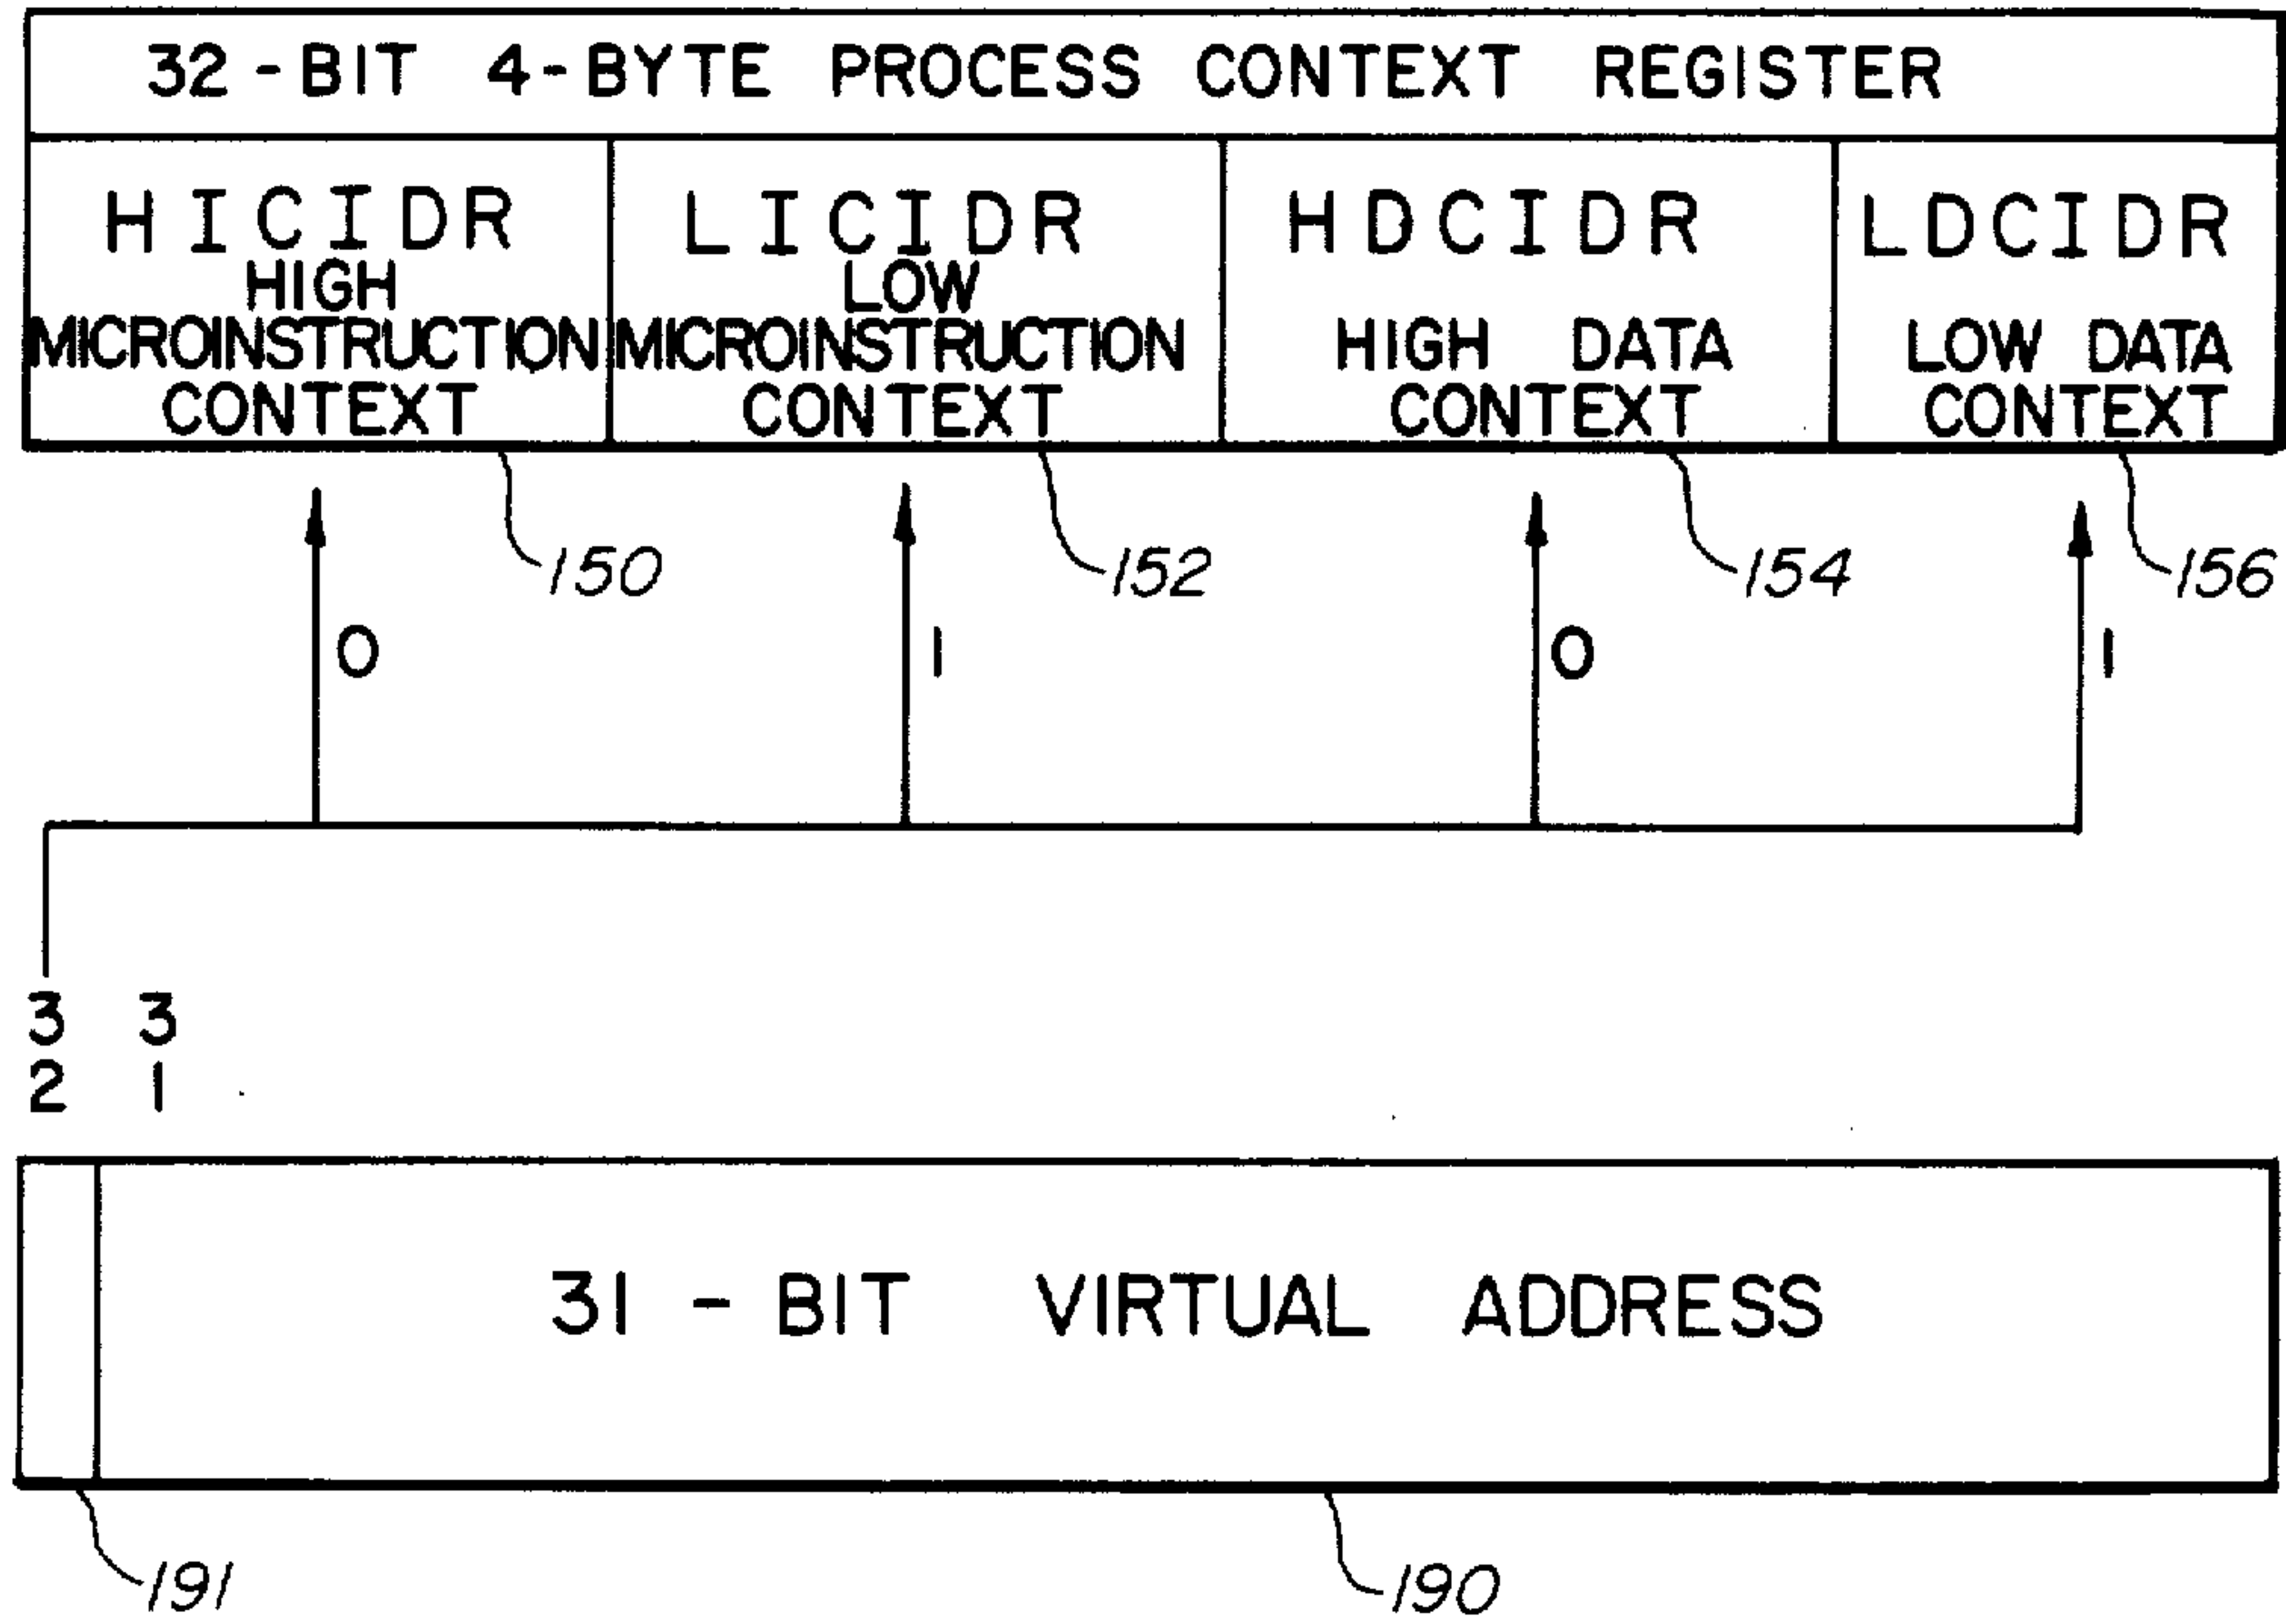 32-BIT 4-BYTE PROCESS CONTEXT REGISTER
HICIDR LICIDR HDCIDR LDCIDR
HIGH LOW
MICROINSTRUCTION MICROINSTRUCTION HIGH DATA LOW DATA
CONTEXT CONTEXT CONTEXT CONTEXT
150 152 154 156
0 1 0 1
3 3
2 1
31-BIT VIRTUAL ADDRESS
191 190